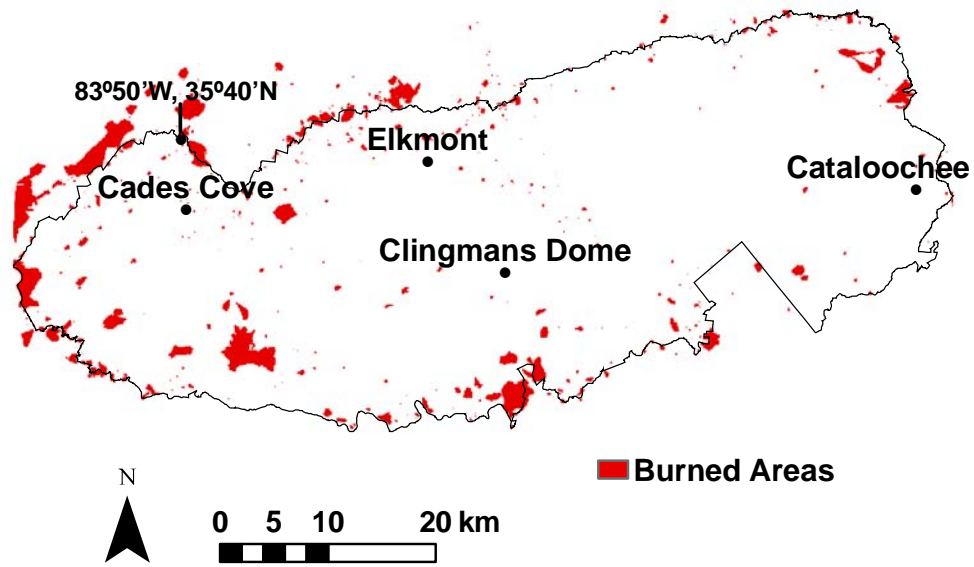 83º50’W, 35º40’N
Elkmont
Cataloochee
Cades Cove
Clingmans Dome
Burned Areas
N
0 5 10 20 km